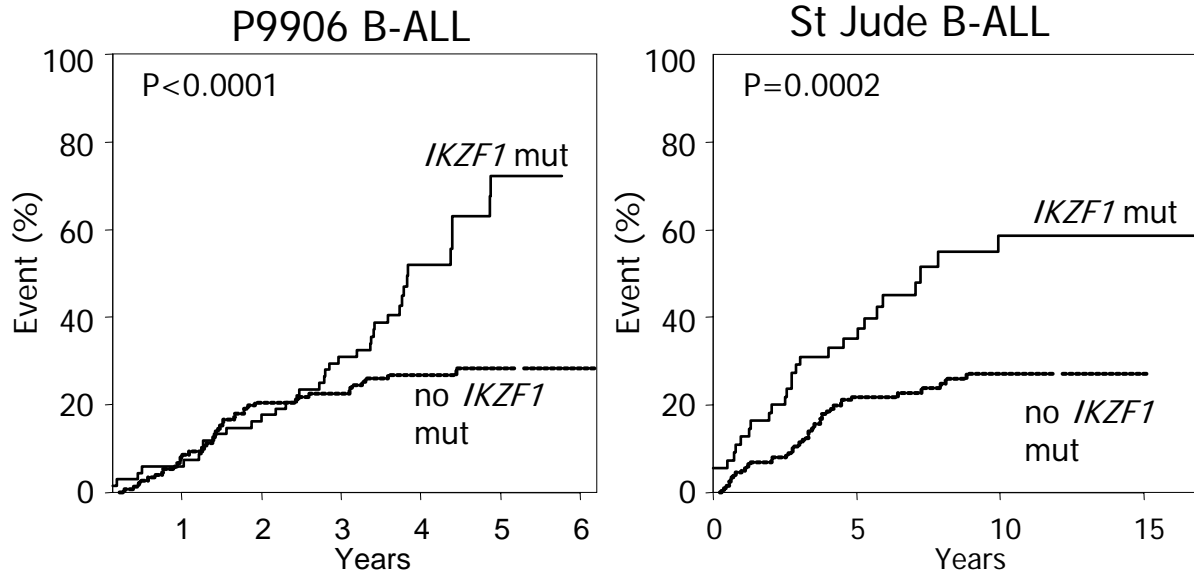 P9906 B-ALL
100
80
60
40
20
0
Event (%)
P<0.0001
IKZF1 mut
no IKZF1
mut
1 2 3 4 5 6
Years
St Jude B-ALL
100
80
60
40
20
0
Event (%)
P=0.0002
IKZF1 mut
no IKZF1
mut
0 5 10 15
Years